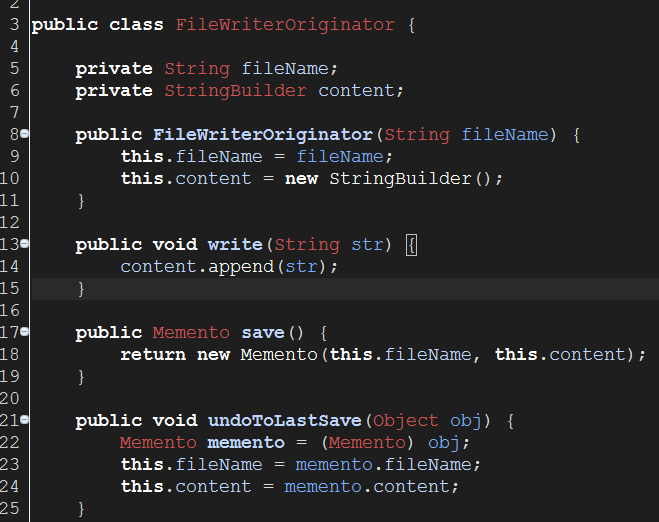 2
3 public class FileWriterOriginator {
4
5     private String fileName;
6     private StringBuilder content;
7
8     public FileWriterOriginator(String fileName) {
9         this.fileName = fileName;
10         this.content = new StringBuilder();
11     }
12
13     public void write(String str) {
14         content.append(str);
15     }
16
17     public Memento save() {
18         return new Memento(this.fileName, this.content);
19     }
20
21     public void undoToLastSave(Object obj) {
22         Memento memento = (Memento) obj;
23         this.fileName = memento.fileName;
24         this.content = memento.content;
25     }